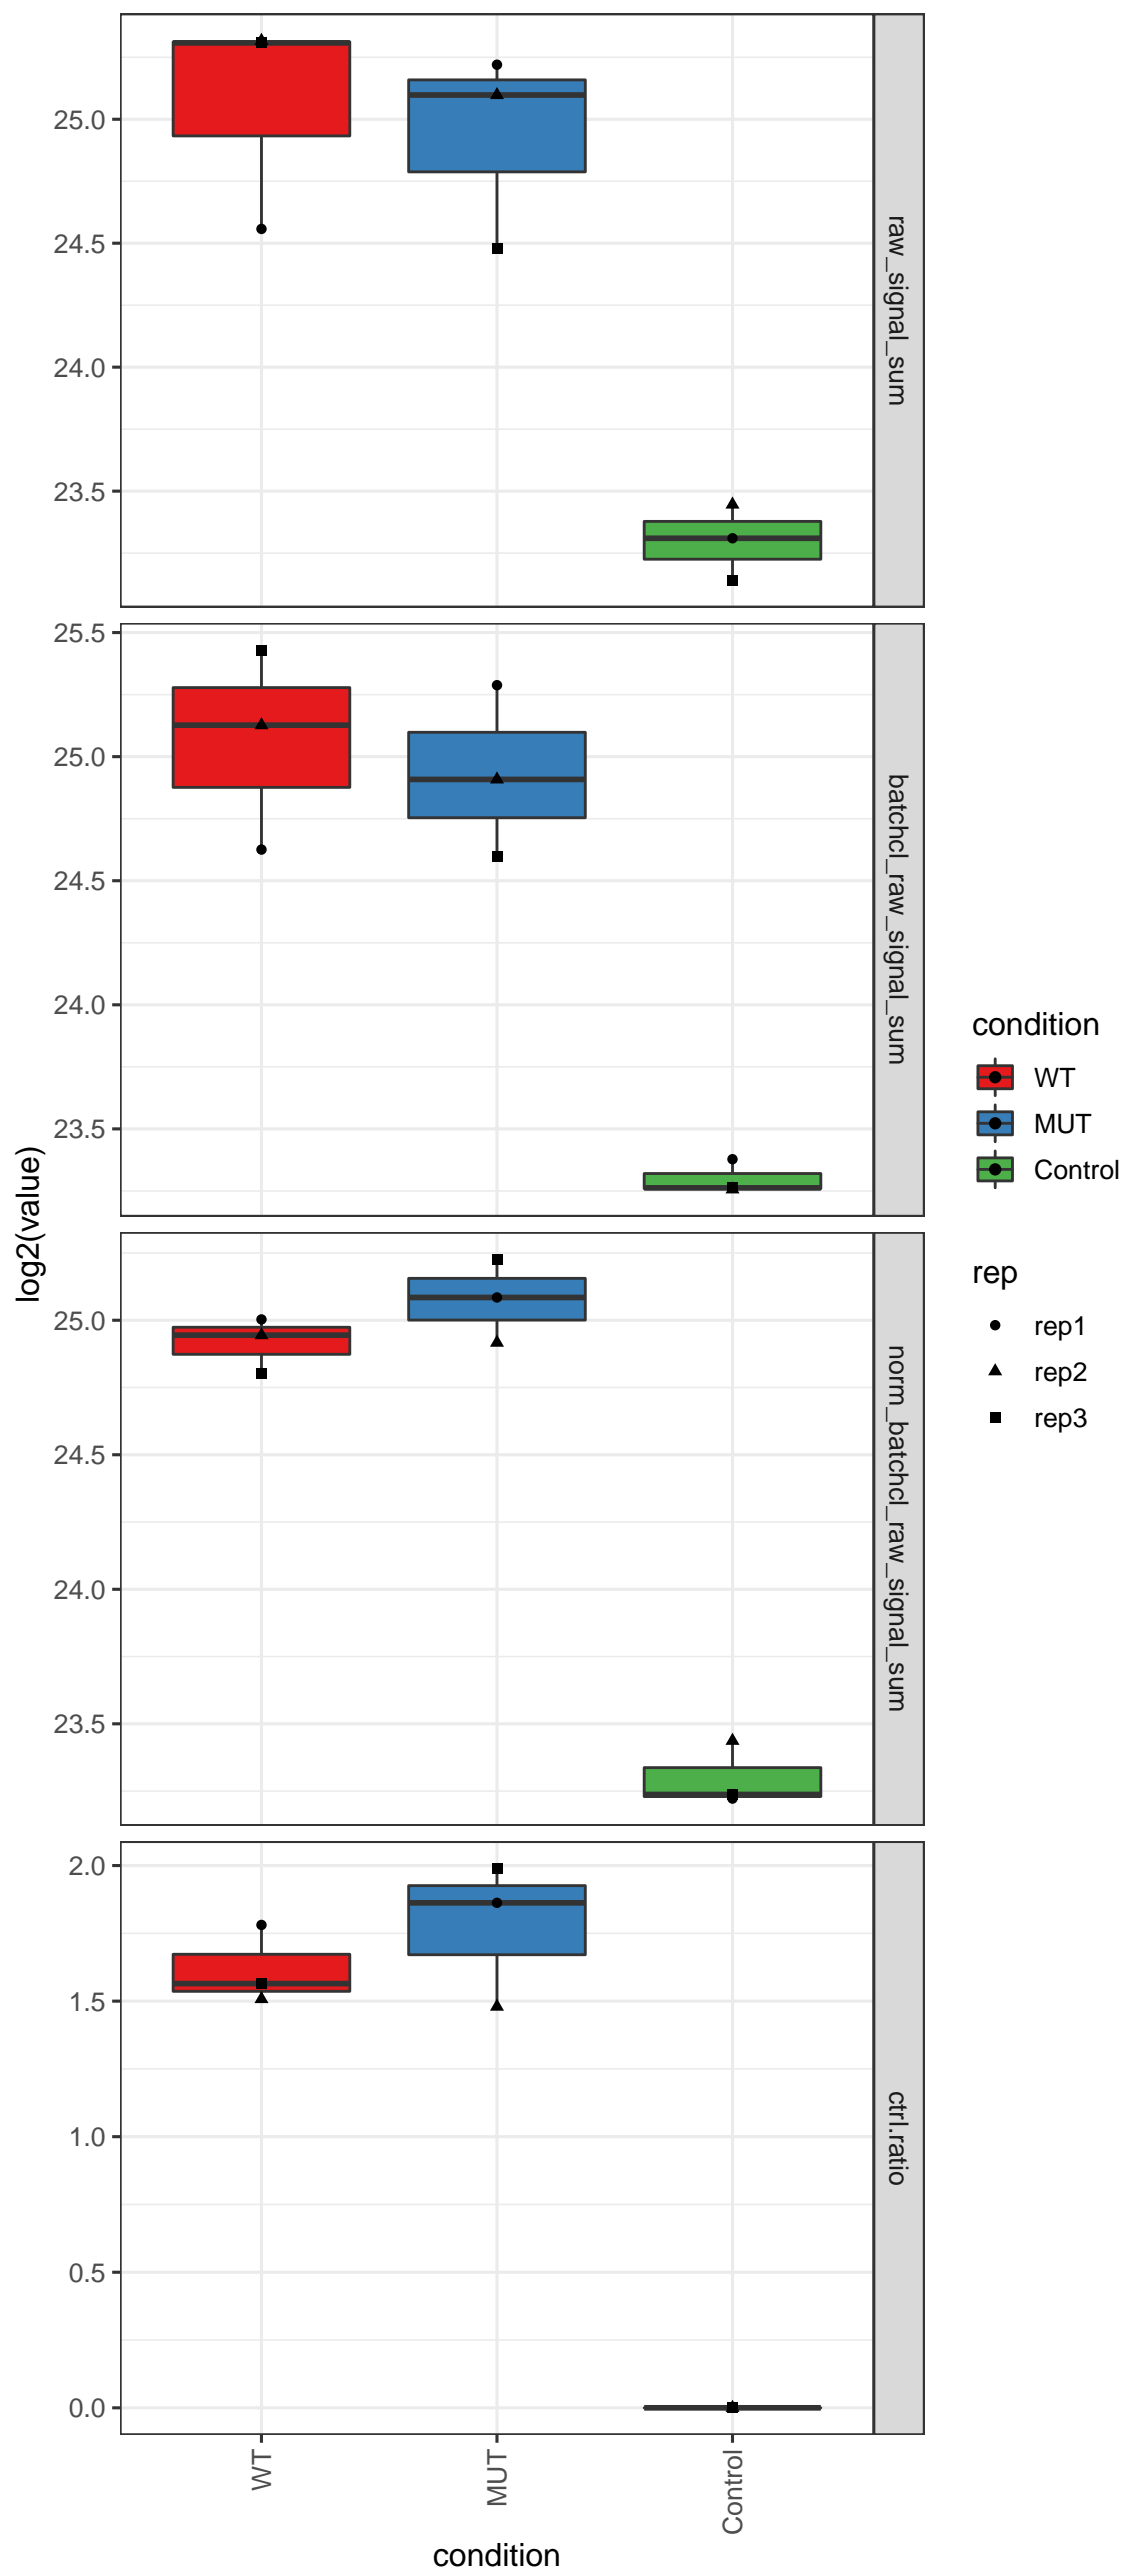 25.0
24.5
24.0
23.5
raw_signal_sum
25.5
25.0
24.5
24.0
23.5
batchcl_raw_signal_sum
25.0
24.5
24.0
23.5
norm_batchcl_raw_signal_sum
2.0
1.5
1.0
0.5
0.0
ctrl.ratio
log2(value)
WT
MUT
Control
condition
condition
WT
MUT
Control
rep
rep1
rep2
rep3